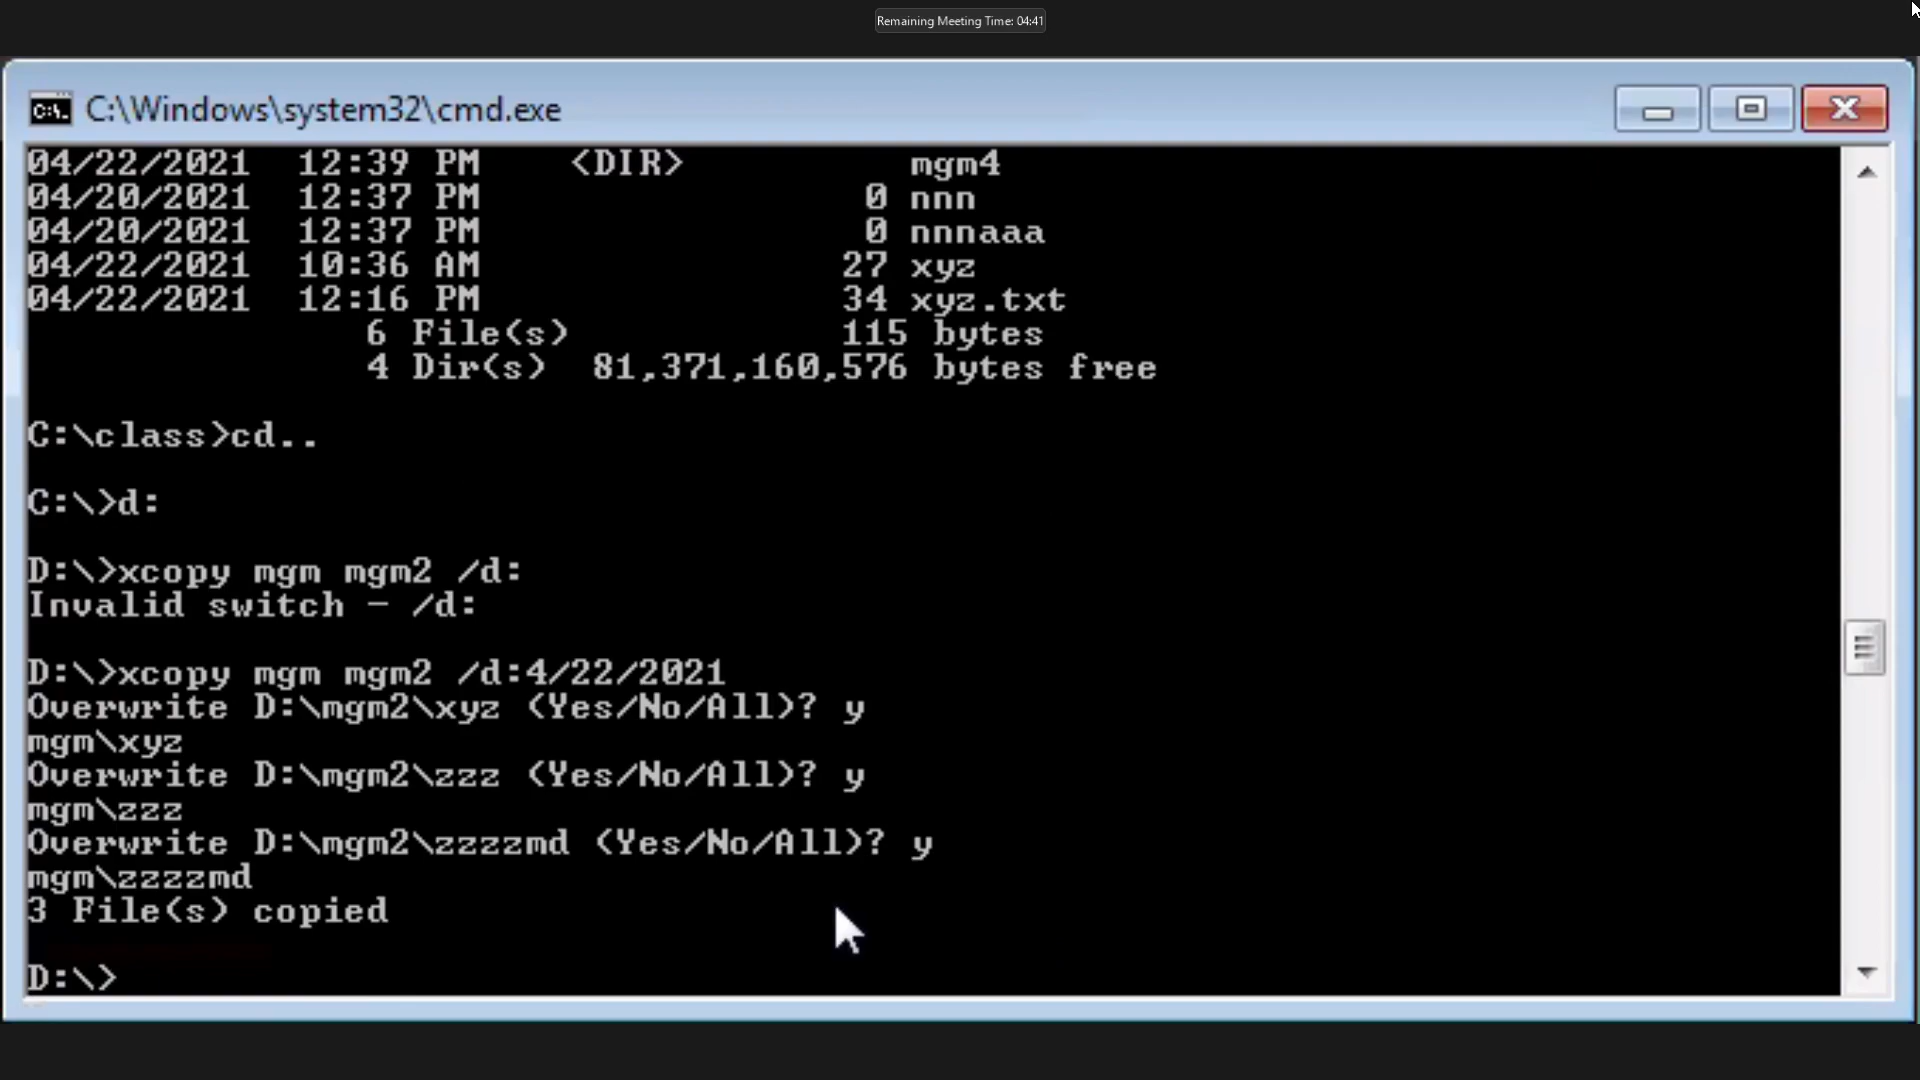 Remaining Meeting Time: 04:41
C:\Windows\system32\cmd.exe
04/22/2021  12:39 PM    <DIR>          mgm4
04/20/2021  12:37 PM                 0 nnn
04/20/2021  12:37 PM                 0 nnnaaa
04/22/2021  10:36 AM                27 xyz
04/22/2021  12:16 PM                34 xyz.txt
               6 File(s)            115 bytes
               4 Dir(s)  81,371,160,576 bytes free
C:\class>cd..
C:\>d:
D:\>xcopy mgm mgm2 /d:
Invalid switch - /d:
D:\>xcopy mgm mgm2 /d:4/22/2021
Overwrite D:\mgm2\xyz (Yes/No/All)? y
mgm\xyz
Overwrite D:\mgm2\zzz (Yes/No/All)? y
mgm\zzz
Overwrite D:\mgm2\zzzzmd (Yes/No/All)? y
mgm\zzzzmd
3 File(s) copied
D:\>